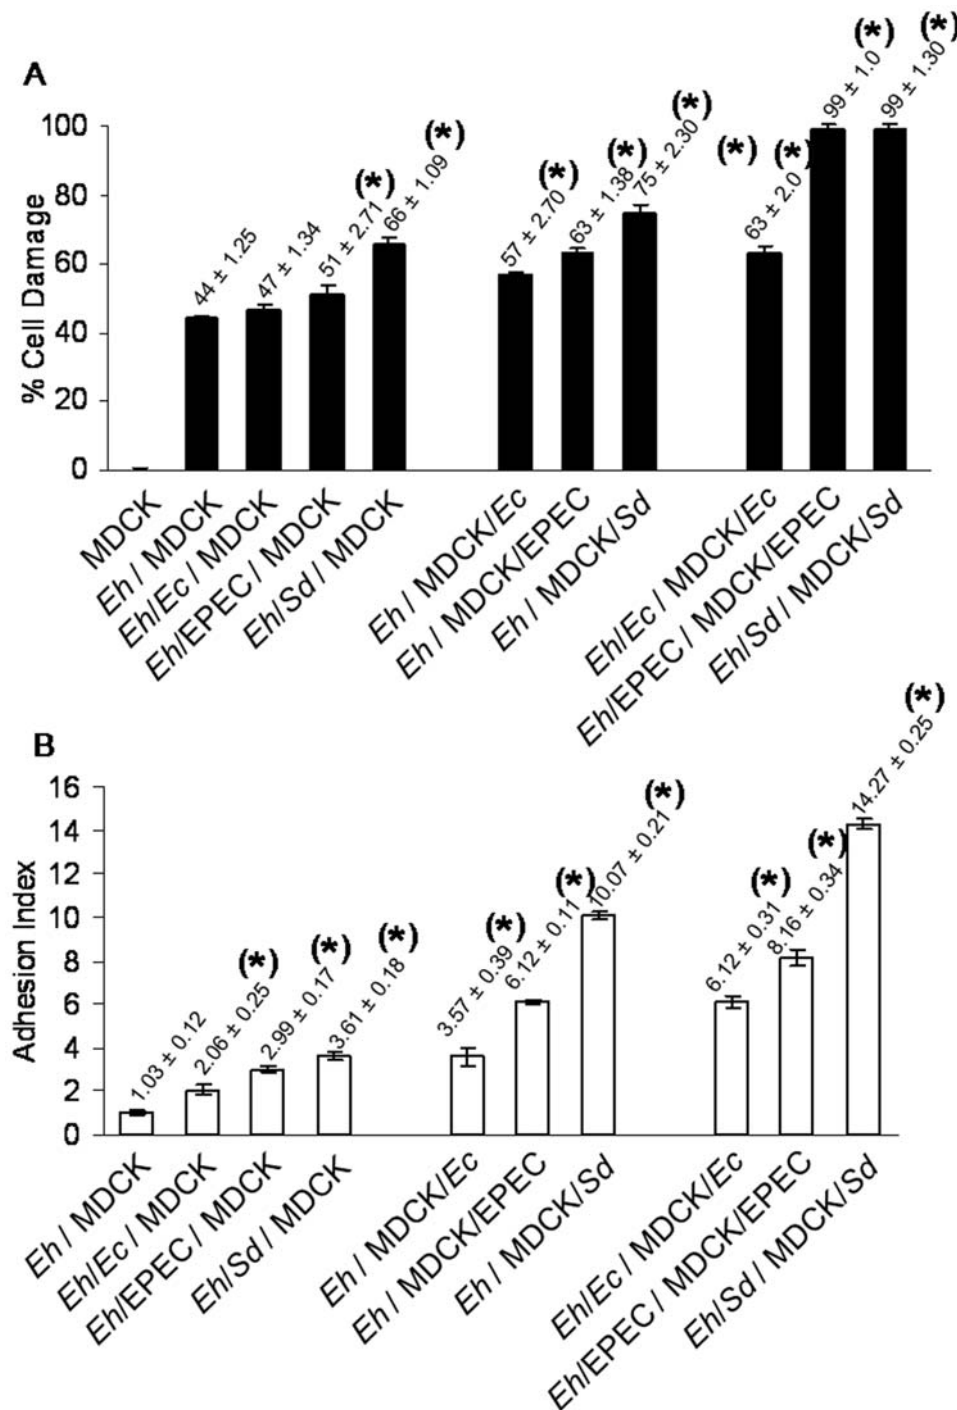 A
(*)
(*)
(*)
(*)
(*)
(*)
(*)
(*)
(*)
44 ± 1.25
47 ± 1.34
51 ± 2.71
66 ± 1.09
57 ± 2.70
63 ± 1.38
75 ± 2.30
63 ± 2.0
99 ± 1.0
99 ± 1.30
% Cell Damage
100
80
60
40
20
0
MDCK
Eh / MDCK
Eh/Ec / MDCK
Eh/EPEC / MDCK
Eh/Sd / MDCK
Eh / MDCK/Ec
Eh / MDCK/EPEC
Eh / MDCK/Sd
Eh/Ec / MDCK/Ec
Eh/EPEC / MDCK/EPEC
Eh/Sd / MDCK/Sd
B
(*)
(*)
(*)
(*)
(*)
(*)
(*)
(*)
(*)
1.03 ± 0.12
2.06 ± 0.25
2.99 ± 0.17
3.61 ± 0.18
3.57 ± 0.39
6.12 ± 0.11
10.07 ± 0.21
6.12 ± 0.31
8.16 ± 0.34
14.27 ± 0.25
Adhesion Index
16
14
12
10
8
6
4
2
0
Eh / MDCK
Eh/Ec / MDCK
Eh/EPEC / MDCK
Eh/Sd / MDCK
Eh / MDCK/Ec
Eh / MDCK/EPEC
Eh / MDCK/Sd
Eh/Ec / MDCK/Ec
Eh/EPEC / MDCK/EPEC
Eh/Sd / MDCK/Sd